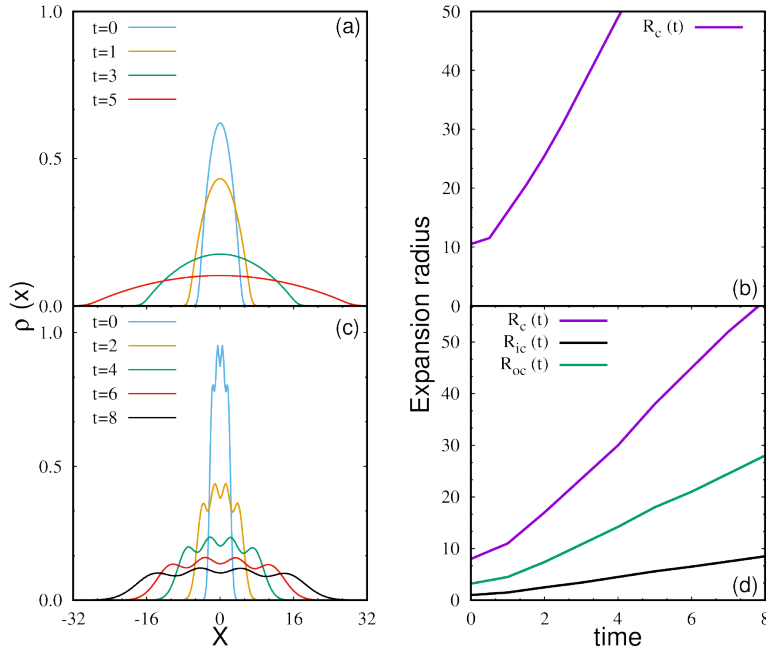 1.0
0.5
0.0
ρ (x)
t=0
t=1
t=3
t=5
(a)
50
40
30
20
10
0
Expansion radius
R_c (t)
(b)
1.0
0.5
0.0
t=0
t=2
t=4
t=6
t=8
(c)
-32 -16 0 16 32
X
50
40
30
20
10
0
R_c (t)
R_ic (t)
R_oc (t)
(d)
0 2 4 6 8
time